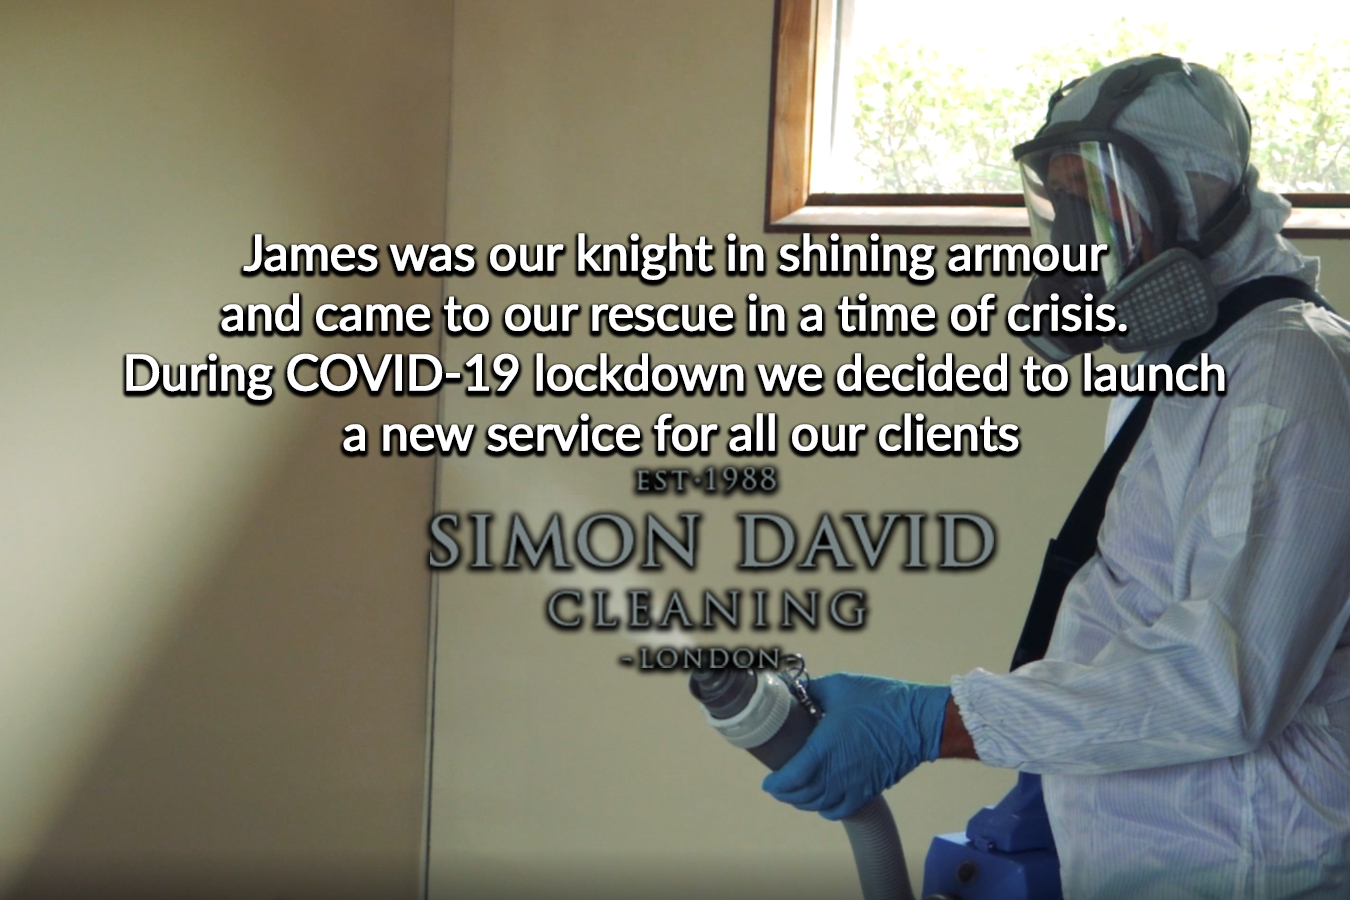 James was our knight in shining armour
and came to our rescue in a time of crisis.
During COVID-19 lockdown we decided to launch
a new service for all our clients
EST·1988
SIMON DAVID
CLEANING
-LONDON-